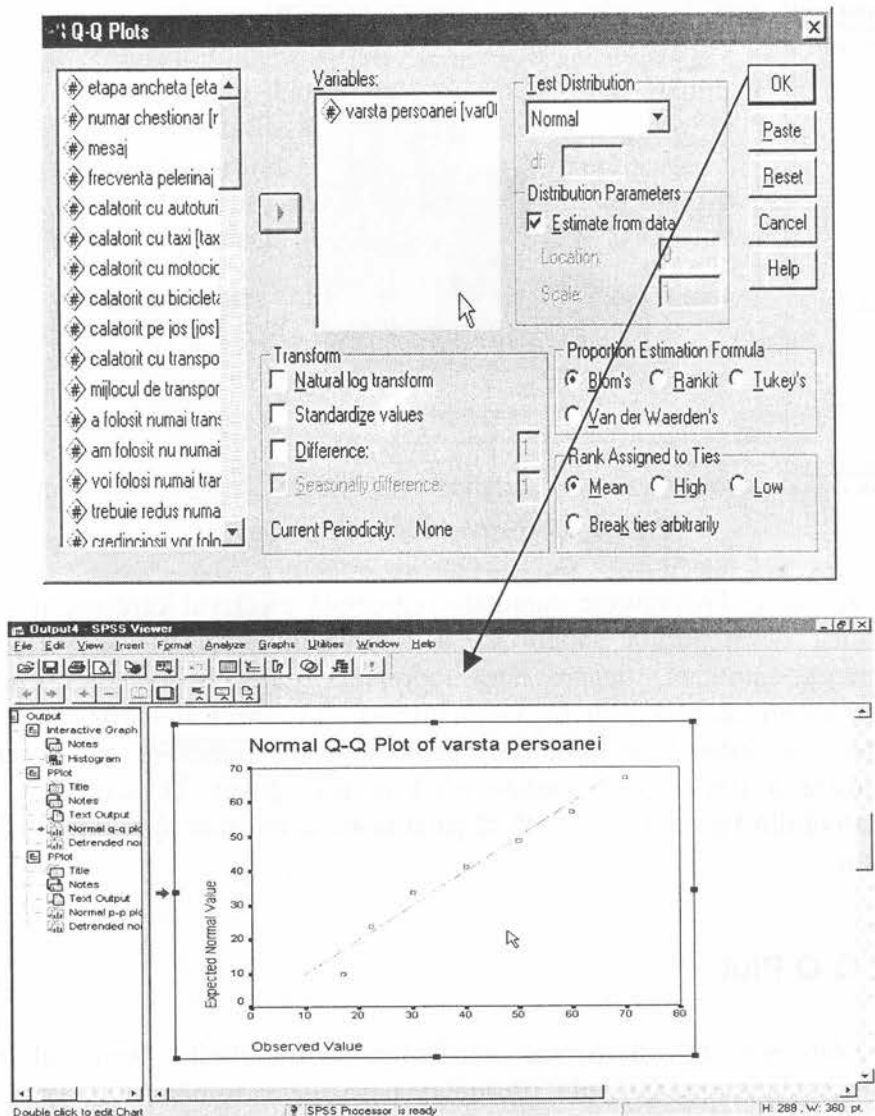 Q-Q Plots
etapa ancheta [eta
numar chestionar [r
mesaj
frecventa pelerinaj
calatorit cu autoturi
calatorit cu taxi [tax
calatorit cu motocic
calatorit cu bicicleta
calatorit pe jos [jos]
calatorit cu transpo
mijlocul de transpor
a folosit numai trans
am folosit nu numai
voi folosi numai trar
trebuie redus numa
credinciosii vor folo
Variables:
varsta persoanei [var0
Test Distribution
Normal
df:
Distribution Parameters
Estimate from data
Location: 0
Scale: 1
OK
Paste
Reset
Cancel
Help
Transform
Natural log transform
Standardize values
Difference: 1
Seasonally difference: 1
Current Periodicity: None
Proportion Estimation Formula
Blom's Rankit Tukey's
Van der Waerden's
Rank Assigned to Ties
Mean High Low
Break ties arbitrarily
Output4 - SPSS Viewer
File Edit View Insert Format Analyze Graphs Utilities Window Help
Output
Interactive Graph
Notes
Histogram
PPlot
Title
Notes
Text Output
Normal q-q plo
Detrended no
PPlot
Title
Notes
Text Output
Normal p-p plo
Detrended no
Normal Q-Q Plot of varsta persoanei
Expected Normal Value
70
60
50
40
30
20
10
0
0 10 20 30 40 50 60 70 80
Observed Value
Double click to edit Chart
SPSS Processor is ready
H: 288 , W: 360 pt.